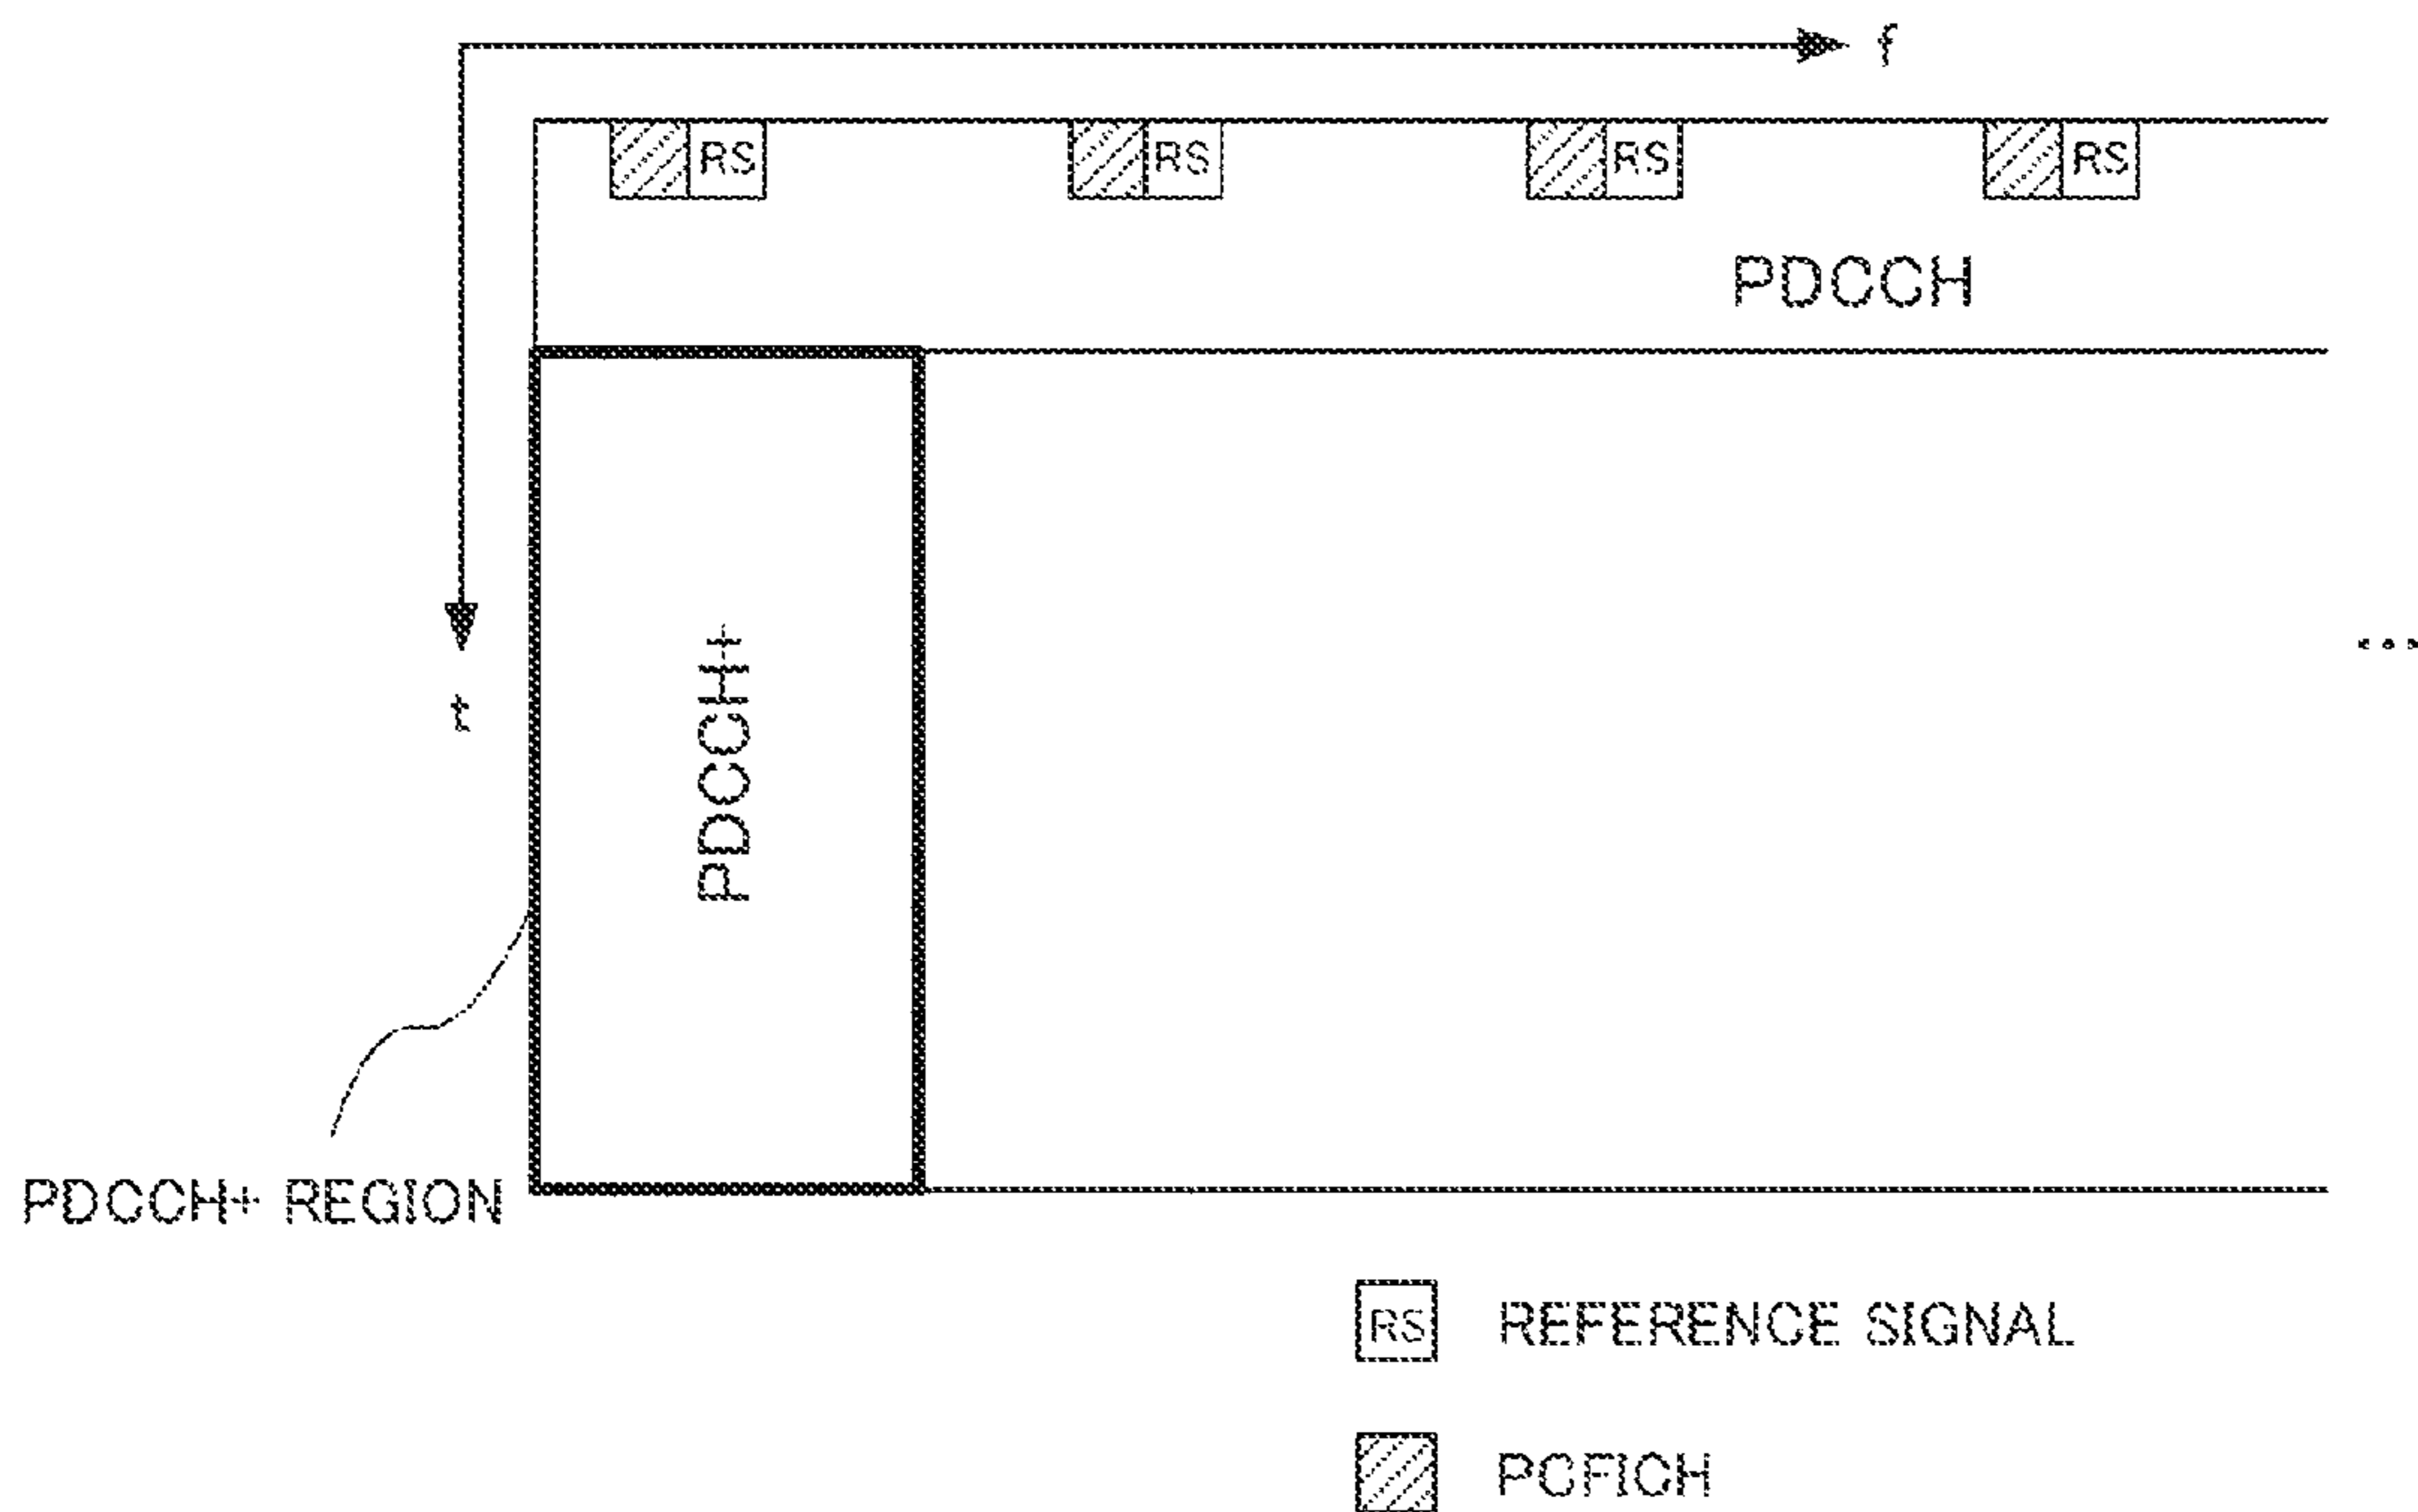 f
RS RS RS RS
PDCCH
...
t
PDCCH+
PDCCH+ REGION
RS REFERENCE SIGNAL
PCFICH